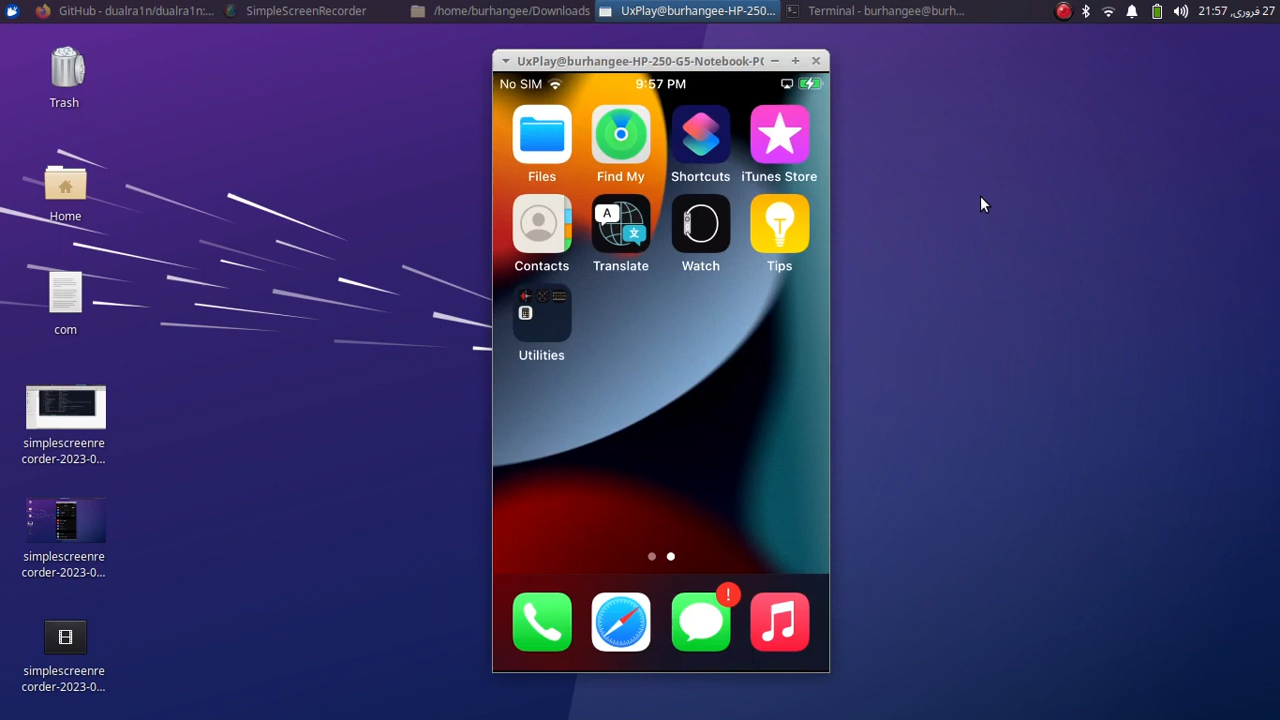 GitHub - dualra1n/dualra1n:...
SimpleScreenRecorder
/home/burhangee/Downloads
UxPlay@burhangee-HP-250...
Terminal - burhangee@burh...
27 فروری, 21:57
Trash
Home
com
simplescreenre
corder-2023-0...
simplescreenre
corder-2023-0...
simplescreenre
corder-2023-0...
UxPlay@burhangee-HP-250-G5-Notebook-P
No SIM
9:57 PM
Files
Find My
Shortcuts
iTunes Store
Contacts
Translate
Watch
Tips
Utilities